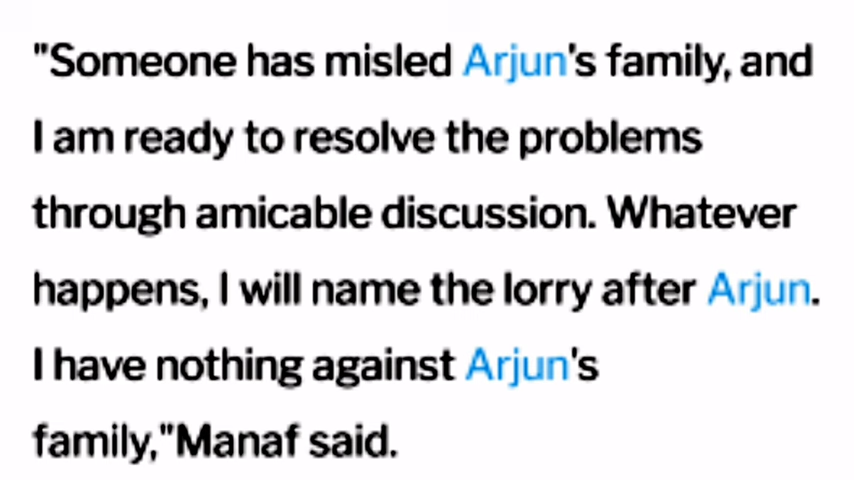 "Someone has misled Arjun's family, and
I am ready to resolve the problems
through amicable discussion. Whatever
happens, I will name the lorry after Arjun.
I have nothing against Arjun's
family,"Manaf said.